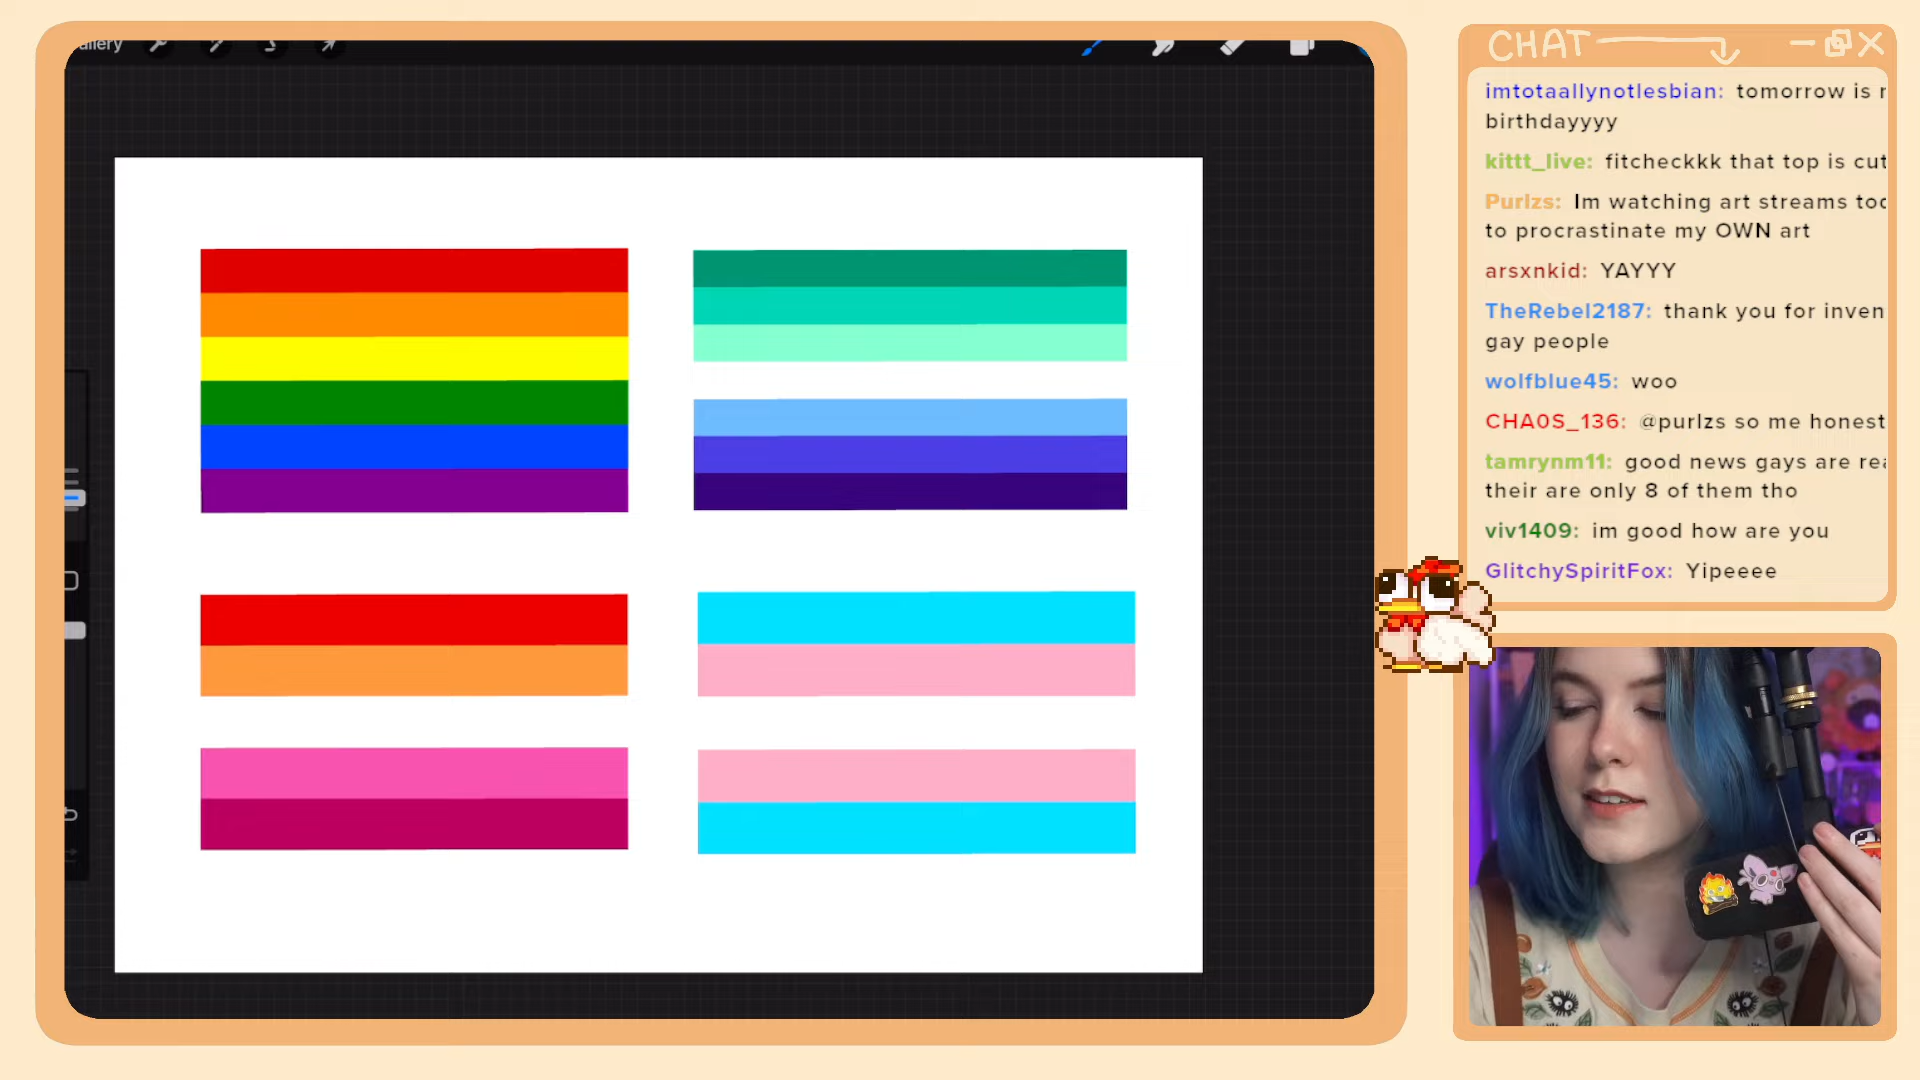 allery
CHAT
imtotaallynotlesbian: tomorrow is
birthdayyyy
kittt_live: fitcheckkk that top is
Purlzs: Im watching art streams
to procrastinate my OWN art
arsxnkid: YAYYY
TheRebel2187: thank you for inven
gay people
wolfblue45: woo
CHA0S_136: @purlzs so me honest
tamrynm11: good news gays are
their are only 8 of them tho
viv1409: im good how are you
GlitchySpiritFox: Yipeeee